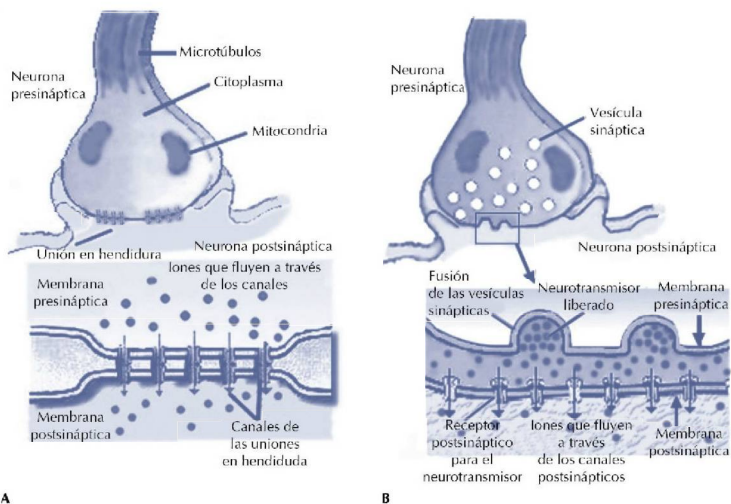 Microtúbulos
Neurona
presináptica
Citoplasma
Mitocondria
Unión en hendidura
Neurona postsináptica
Membrana
presináptica
Iones que fluyen a través
de los canales
Membrana
postsináptica
Canales de
las uniones
en hendiduda
A
Neurona
presináptica
Vesícula
sináptica
Neurona postsináptica
Fusión
de las vesículas
sinápticas
Neurotransmisor
liberado
Membrana
presináptica
Receptor
postsináptico
para el
neurotransmisor
Iones que fluyen
a través
de los canales
postsinápticos
Membrana
postsináptica
B